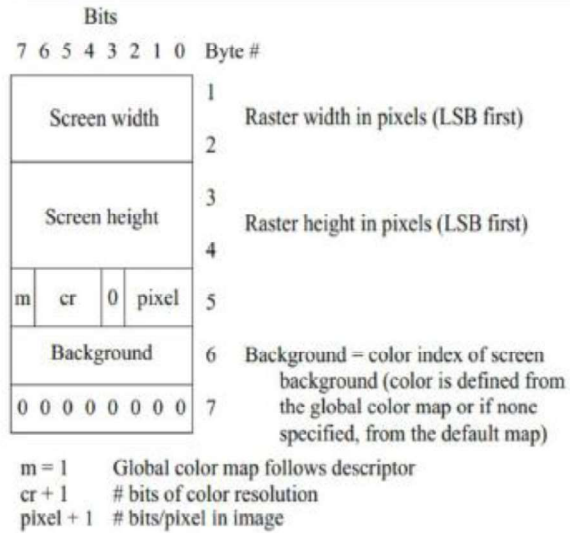 Bits
7 6 5 4 3 2 1 0 Byte #
1
Screen width Raster width in pixels (LSB first)
2
3
Screen height Raster height in pixels (LSB first)
4
m cr 0 pixel 5
Background 6 Background = color index of screen
background (color is defined from
0 0 0 0 0 0 0 0 7 the global color map or if none
specified, from the default map)
m = 1 Global color map follows descriptor
cr + 1 # bits of color resolution
pixel + 1 # bits/pixel in image